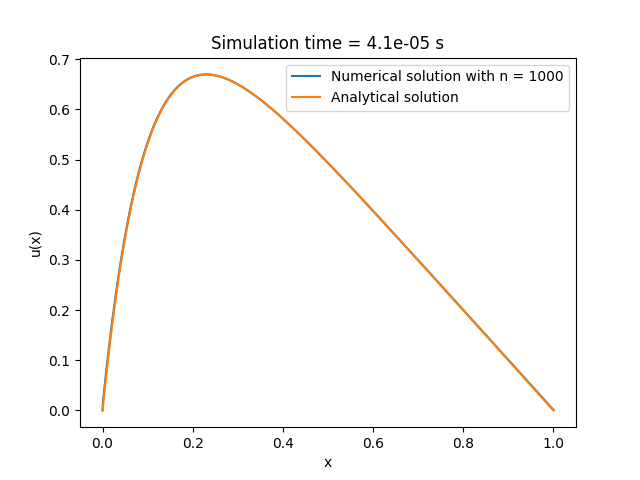 Simulation time = 4.1e-05 s
Numerical solution with n = 1000
Analytical solution
u(x)
0.7
0.6
0.5
0.4
0.3
0.2
0.1
0.0
0.0 0.2 0.4 0.6 0.8 1.0
x